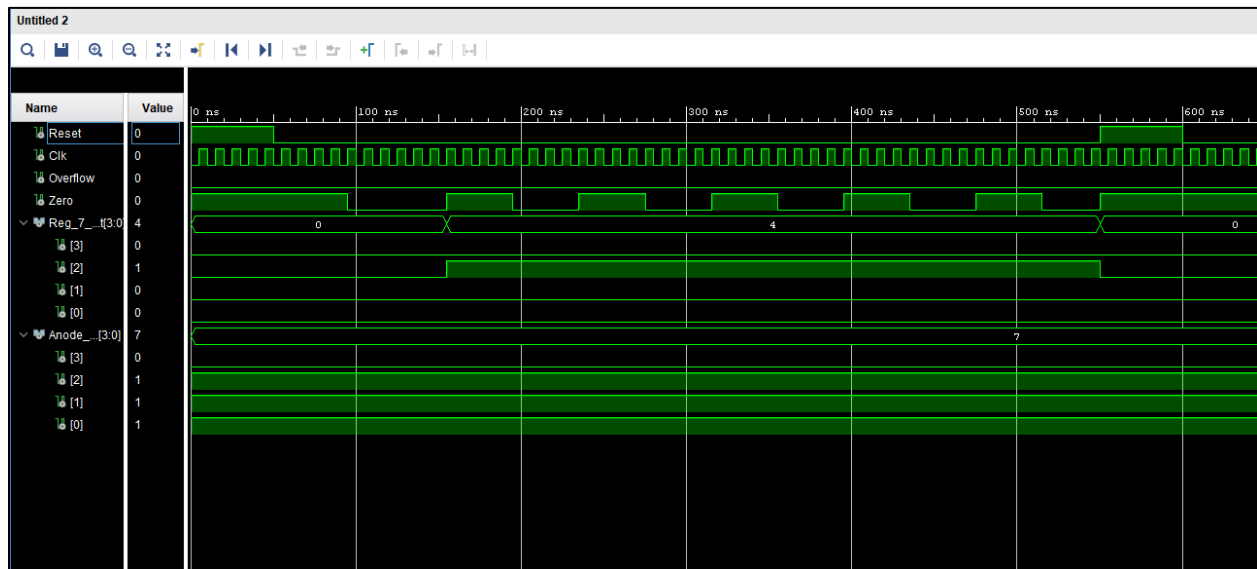 Untitled 2
Name Value
0 ns 100 ns 200 ns 300 ns 400 ns 500 ns 600 ns
Reset 0
Clk 0
Overflow 0
Zero 0
Reg_7_...t[3:0] 4 0 4 0
[3] 0
[2] 1
[1] 0
[0] 0
Anode_...[3:0] 7 7
[3] 0
[2] 1
[1] 1
[0] 1